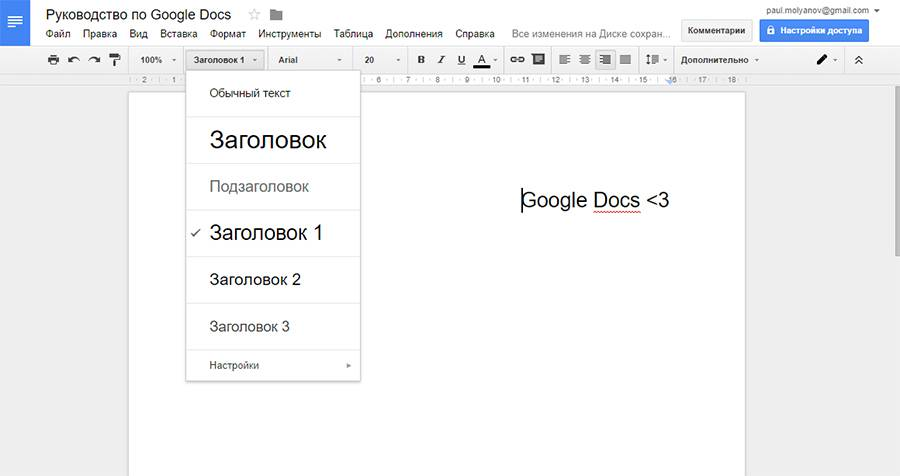 Руководство по Google Docs
paul.molyanov@gmail.com
Файл Правка Вид Вставка Формат Инструменты Таблица Дополнения Справка Все изменения на Диске сохран...
Комментарии
Настройки доступа
100% Заголовок 1 Arial 20 B I U A Дополнительно
2 1 1 2 3 4 5 6 7 8 9 10 11 12 13 14 15 16 17 18
Обычный текст
Заголовок
Подзаголовок
Google Docs <3
Заголовок 1
Заголовок 2
Заголовок 3
Настройки